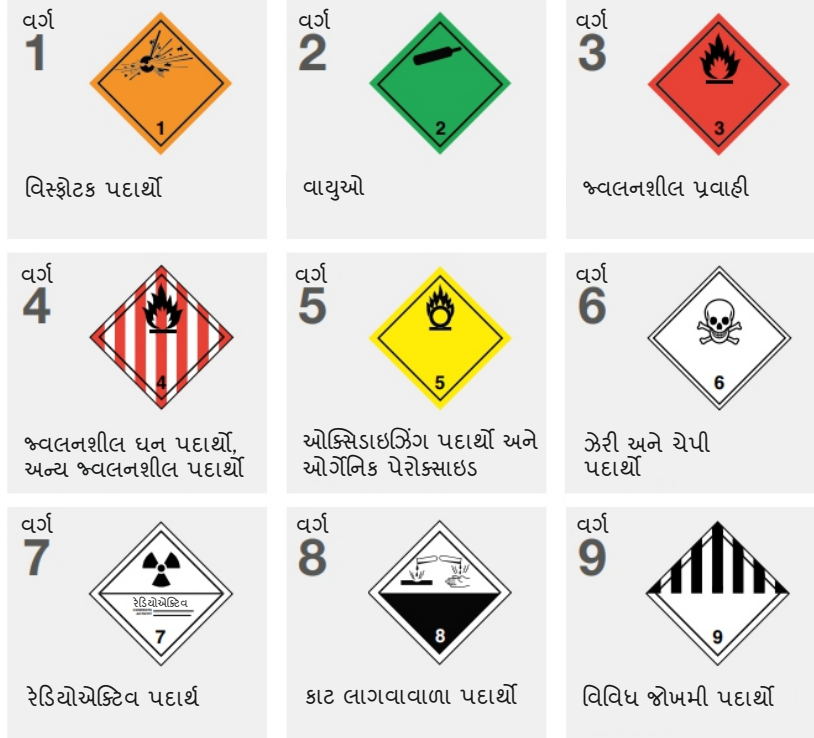 વર્ગ
1
1
વિસ્ફોટક પદાર્થો
વર્ગ
2
2
વાયુઓ
વર્ગ
3
3
જ્વલનશીલ પ્રવાહી
વર્ગ
4
4
જ્વલનશીલ ઘન પદાર્થો,
અન્ય જ્વલનશીલ પદાર્થો
વર્ગ
5
5
ઓક્સિડાઇઝિંગ પદાર્થો અને
ઓર્ગેનિક પેરોક્સાઇડ
વર્ગ
6
6
ઝેરી અને ચેપી
પદાર્થો
વર્ગ
7
રેડિયોએક્ટિવ
7
રેડિયોએક્ટિવ પદાર્થ
વર્ગ
8
8
કાટ લાગવાવાળા પદાર્થો
વર્ગ
9
9
વિવિધ જોખમી પદાર્થો